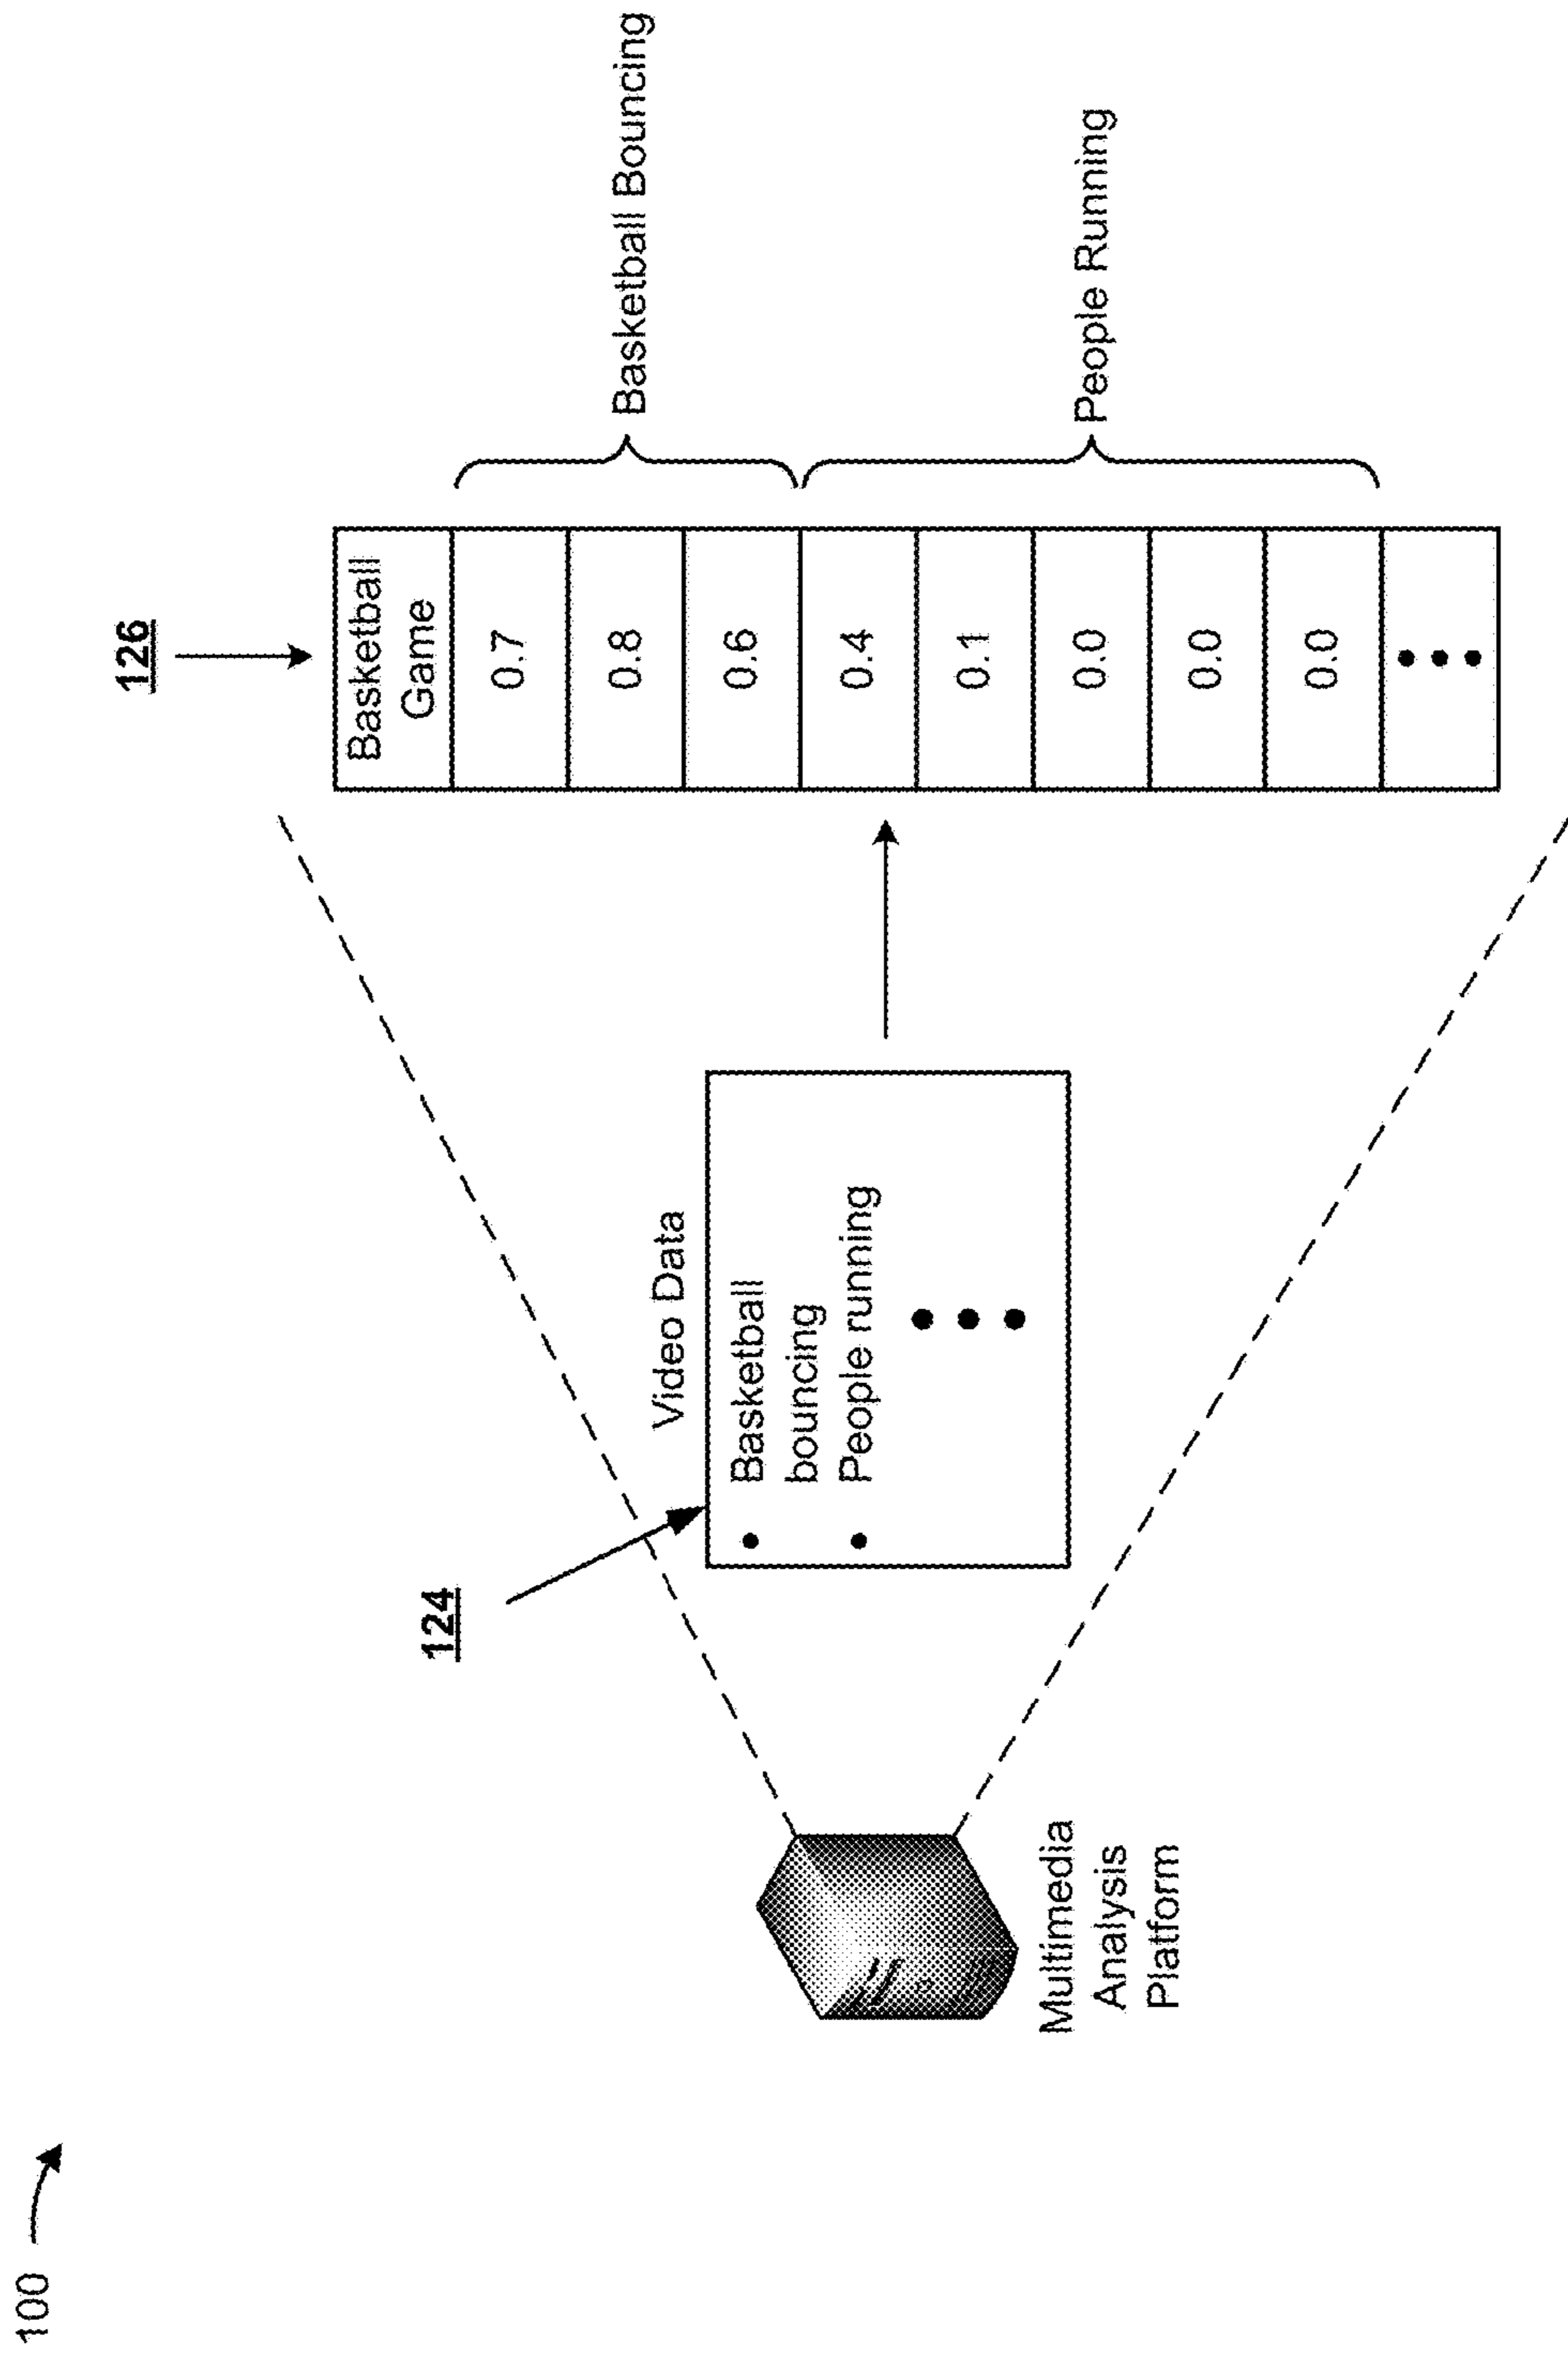 100
126
124
Video Data
• Basketball
bouncing
• People running
Multimedia
Analysis
Platform
Basketball
Game
0.7
0.8
0.6
0.4
0.1
0.0
0.0
0.0
Basketball Bouncing
People Running